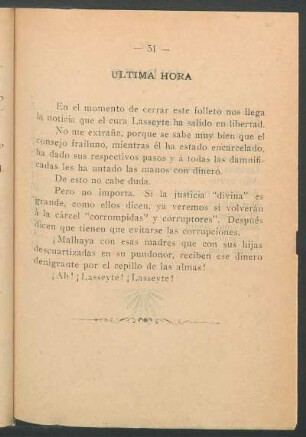 — 31 —
ULTIMA HORA
En el momento de cerrar este folleto nos llega
la noticia que el cura Lasseyte ha salido en libertad.
No me extraña, porque se sabe muy bien que el
consejo frailuno, mientras él ha estado encarcelado,
ha dado sus respectivos pasos y á todas las damnifi-
cadas les ha untado las manos con dinero.
De esto no cabe duda.
Pero no importa. Si la justicia "divina" es
grande, como ellos dicen, ya veremos si volverán
à la cárcel "corrompidas" y corruptores". Después
dicen que tienen que evitarse las corrupciones.
¡Malhaya con esas madres que con sus hijas
descuartizadas en su pundonor, reciben ese dinero
denigrante por el cepillo de las almas!
¡Ah! ¡Lasseyte! ¡Lasseyte!